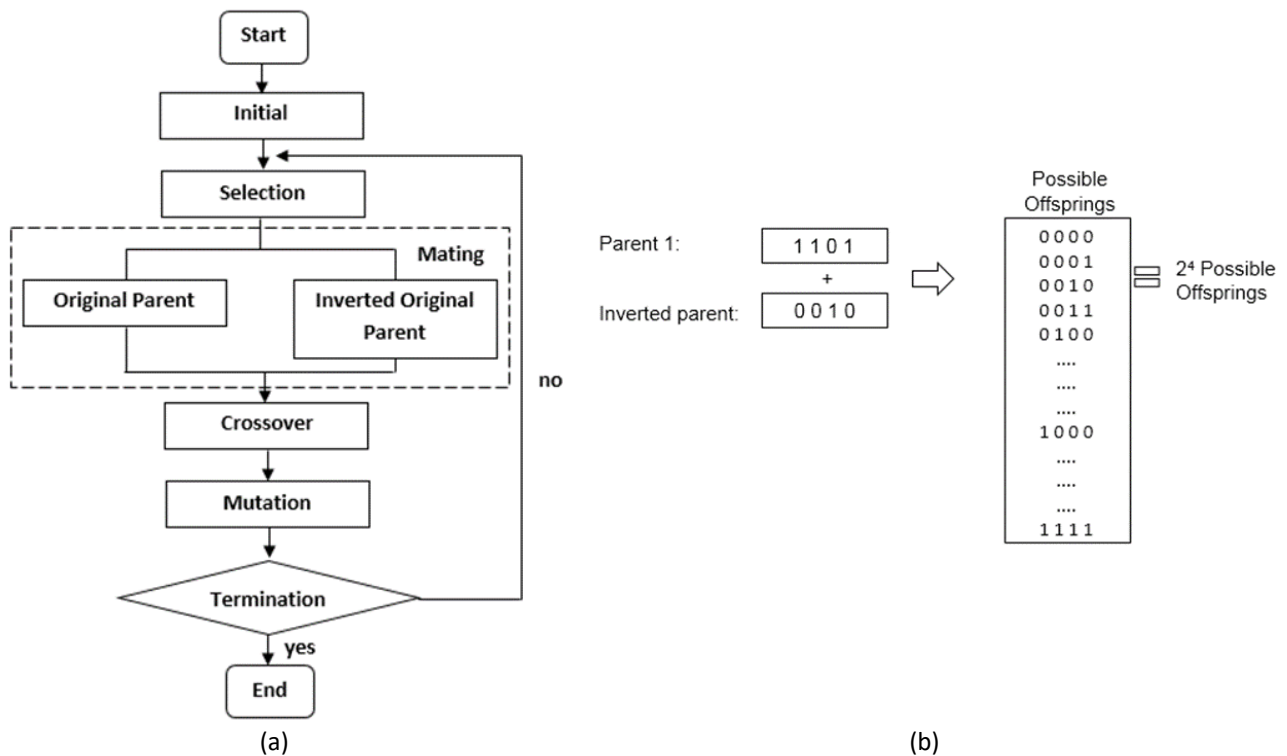 Start
Initial
Selection
Mating
Original Parent
Inverted Original
Parent
Crossover
Mutation
Termination
no
yes
End
(a)
Possible
Offsprings
Parent 1:
1 1 0 1
+
Inverted parent:
0 0 1 0
0 0 0 0
0 0 0 1
0 0 1 0
0 0 1 1
0 1 0 0
....
....
....
1 0 0 0
....
....
....
1 1 1 1
2⁴ Possible
Offsprings
(b)